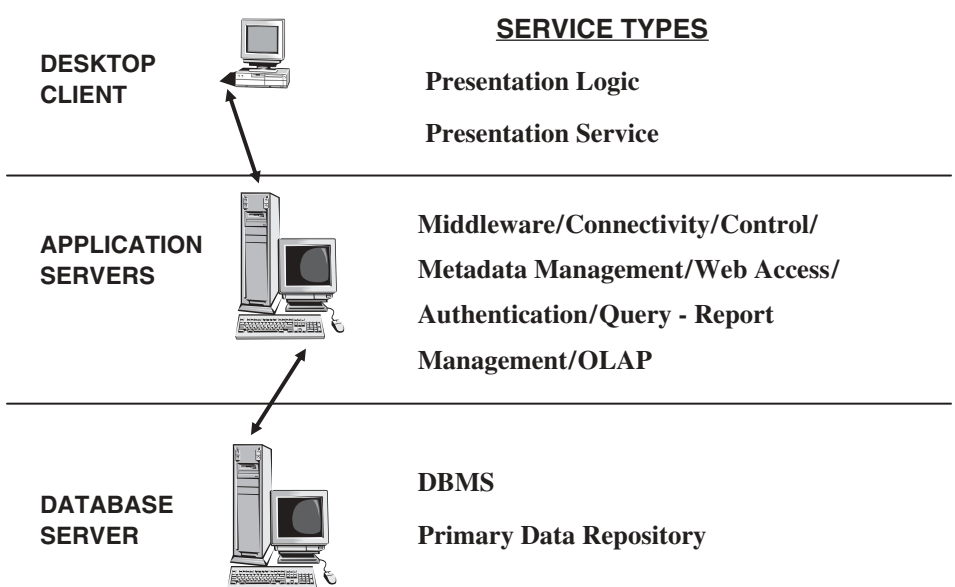 SERVICE TYPES
DESKTOP
CLIENT
Presentation Logic
Presentation Service
APPLICATION
SERVERS
Middleware/Connectivity/Control/
Metadata Management/Web Access/
Authentication/Query - Report
Management/OLAP
DATABASE
SERVER
DBMS
Primary Data Repository